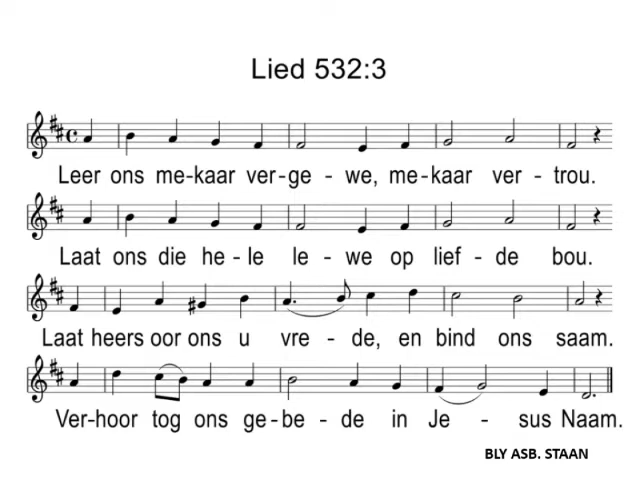 Lied 532:3
Leer ons me-kaar ver-ge - we, me-kaar ver - trou.
Laat ons die he-le le - we op lief - de bou.
Laat heers oor ons u vre - de, en bind ons saam.
Ver-hoor tog ons ge-be - de in Je - sus Naam.
BLY ASB. STAAN